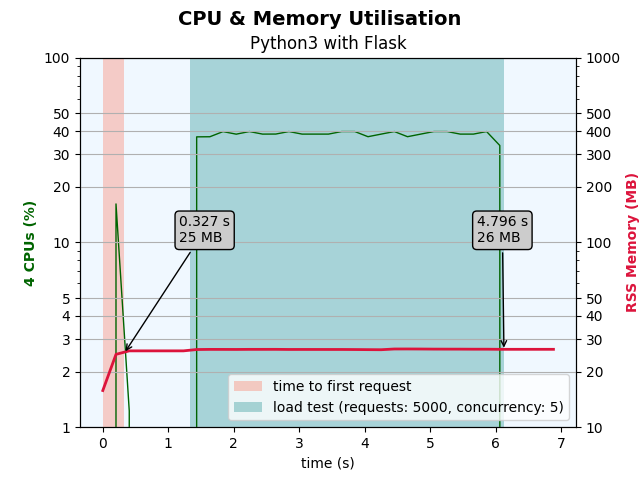 CPU & Memory Utilisation
Python3 with Flask
100
50
40
30
20
10
5
4
3
2
1
4 CPUs (%)
1000
500
400
300
200
100
50
40
30
20
10
RSS Memory (MB)
0.327 s
25 MB
4.796 s
26 MB
time to first request
load test (requests: 5000, concurrency: 5)
0 1 2 3 4 5 6 7
time (s)